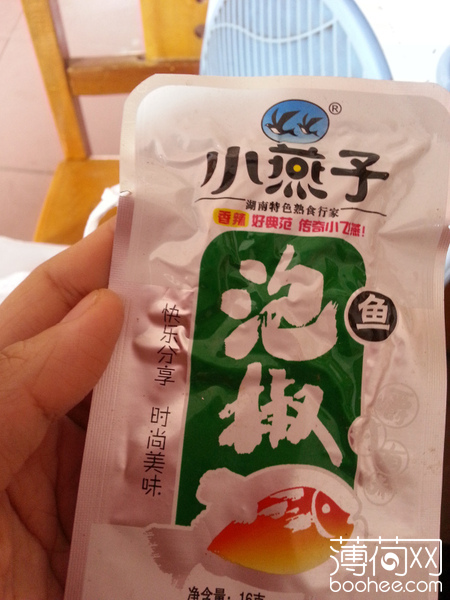 ®
小燕子
湖南特色熟食行家
香辣 好典范 传奇小飞燕!
泡椒
鱼
快乐分享 时尚美味
净含量: 16克
薄荷网
boohee.com